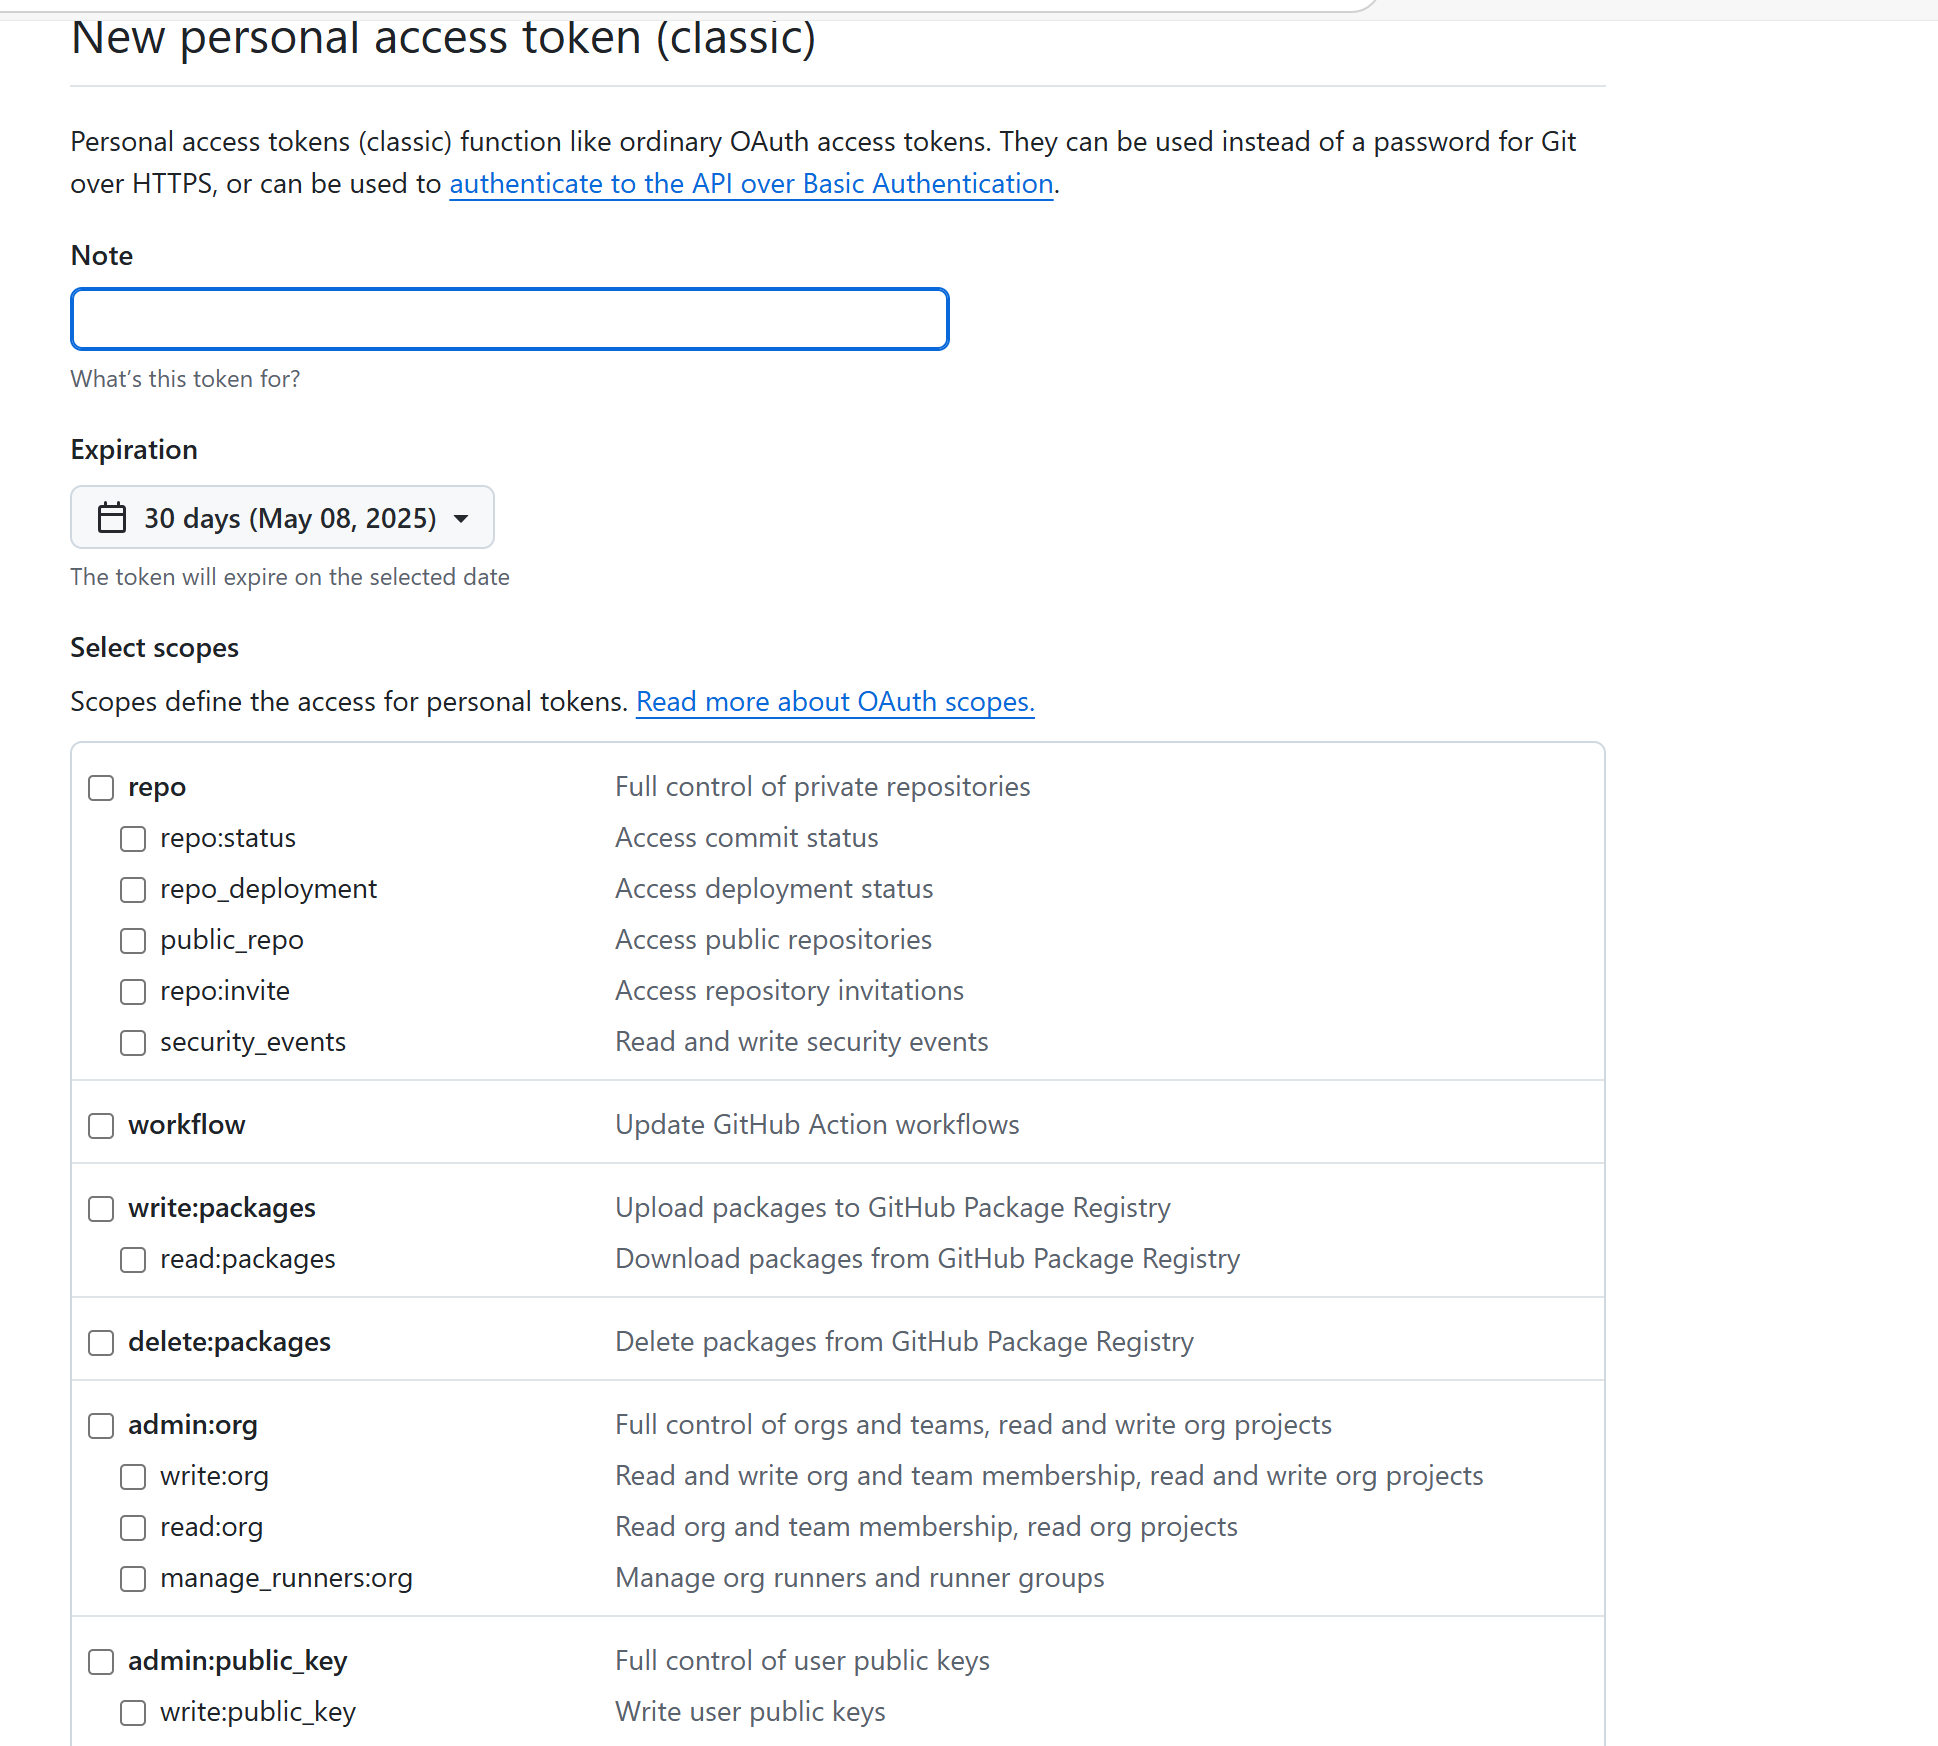 New personal access token (classic)
Personal access tokens (classic) function like ordinary OAuth access tokens. They can be used instead of a password for Git
over HTTPS, or can be used to authenticate to the API over Basic Authentication.
Note
What's this token for?
Expiration
30 days (May 08, 2025)
The token will expire on the selected date
Select scopes
Scopes define the access for personal tokens. Read more about OAuth scopes.
repo Full control of private repositories
repo:status Access commit status
repo_deployment Access deployment status
public_repo Access public repositories
repo:invite Access repository invitations
security_events Read and write security events
workflow Update GitHub Action workflows
write:packages Upload packages to GitHub Package Registry
read:packages Download packages from GitHub Package Registry
delete:packages Delete packages from GitHub Package Registry
admin:org Full control of orgs and teams, read and write org projects
write:org Read and write org and team membership, read and write org projects
read:org Read org and team membership, read org projects
manage_runners:org Manage org runners and runner groups
admin:public_key Full control of user public keys
write:public_key Write user public keys